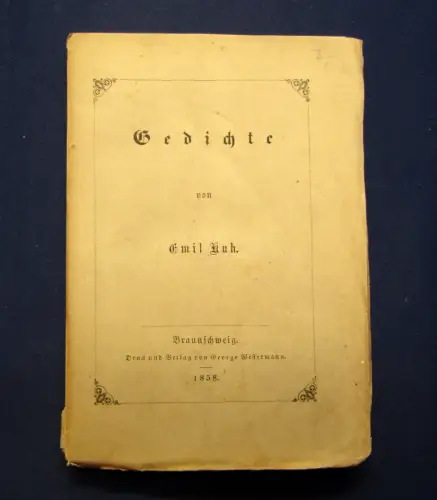 Gedichte
von
Emil Kuh.
Braunschweig.
Druck und Verlag von George Westermann.
1858.